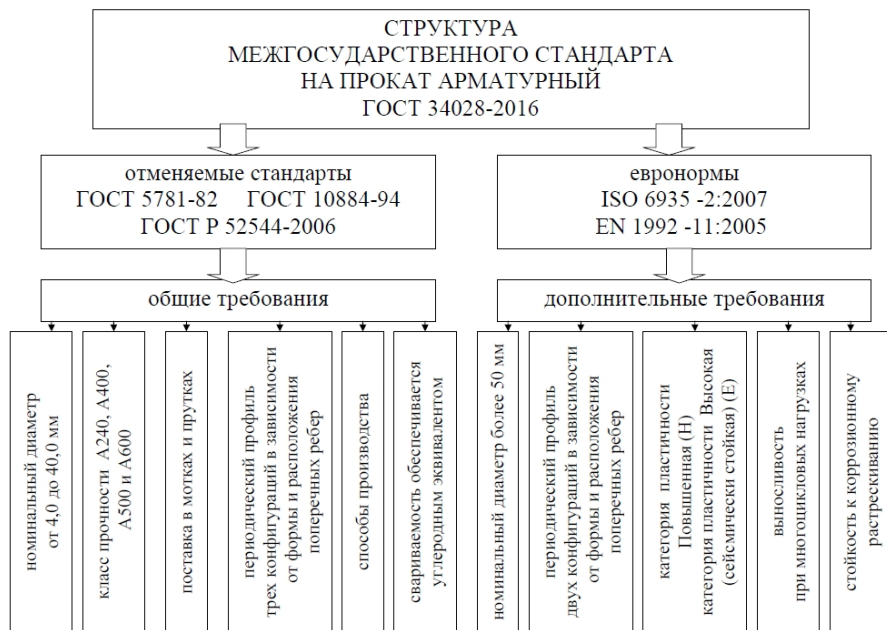 СТРУКТУРА
МЕЖГОСУДАРСТВЕННОГО СТАНДАРТА
НА ПРОКАТ АРМАТУРНЫЙ
ГОСТ 34028-2016
отменяемые стандарты
ГОСТ 5781-82 ГОСТ 10884-94
ГОСТ Р 52544-2006
евронормы
ISO 6935 -2:2007
EN 1992 -11:2005
общие требования
дополнительные требования
номинальный диаметр
от 4,0 до 40,0 мм
класс прочности А240, А400,
А500 и А600
поставка в мотках и прутках
периодический профиль
трех конфигураций в зависимости
от формы и расположения
поперечных ребер
способы производства
свариваемость обеспечивается
углеродным эквивалентом
номинальный диаметр более 50 мм
периодический профиль
двух конфигураций в зависимости
от формы и расположения
поперечных ребер
категория пластичности
Повышенная (Н)
категория пластичности Высокая
(сейсмически стойкая) (Е)
выносливость
при многоцикловых нагрузках
стойкость к коррозионному
растрескиванию